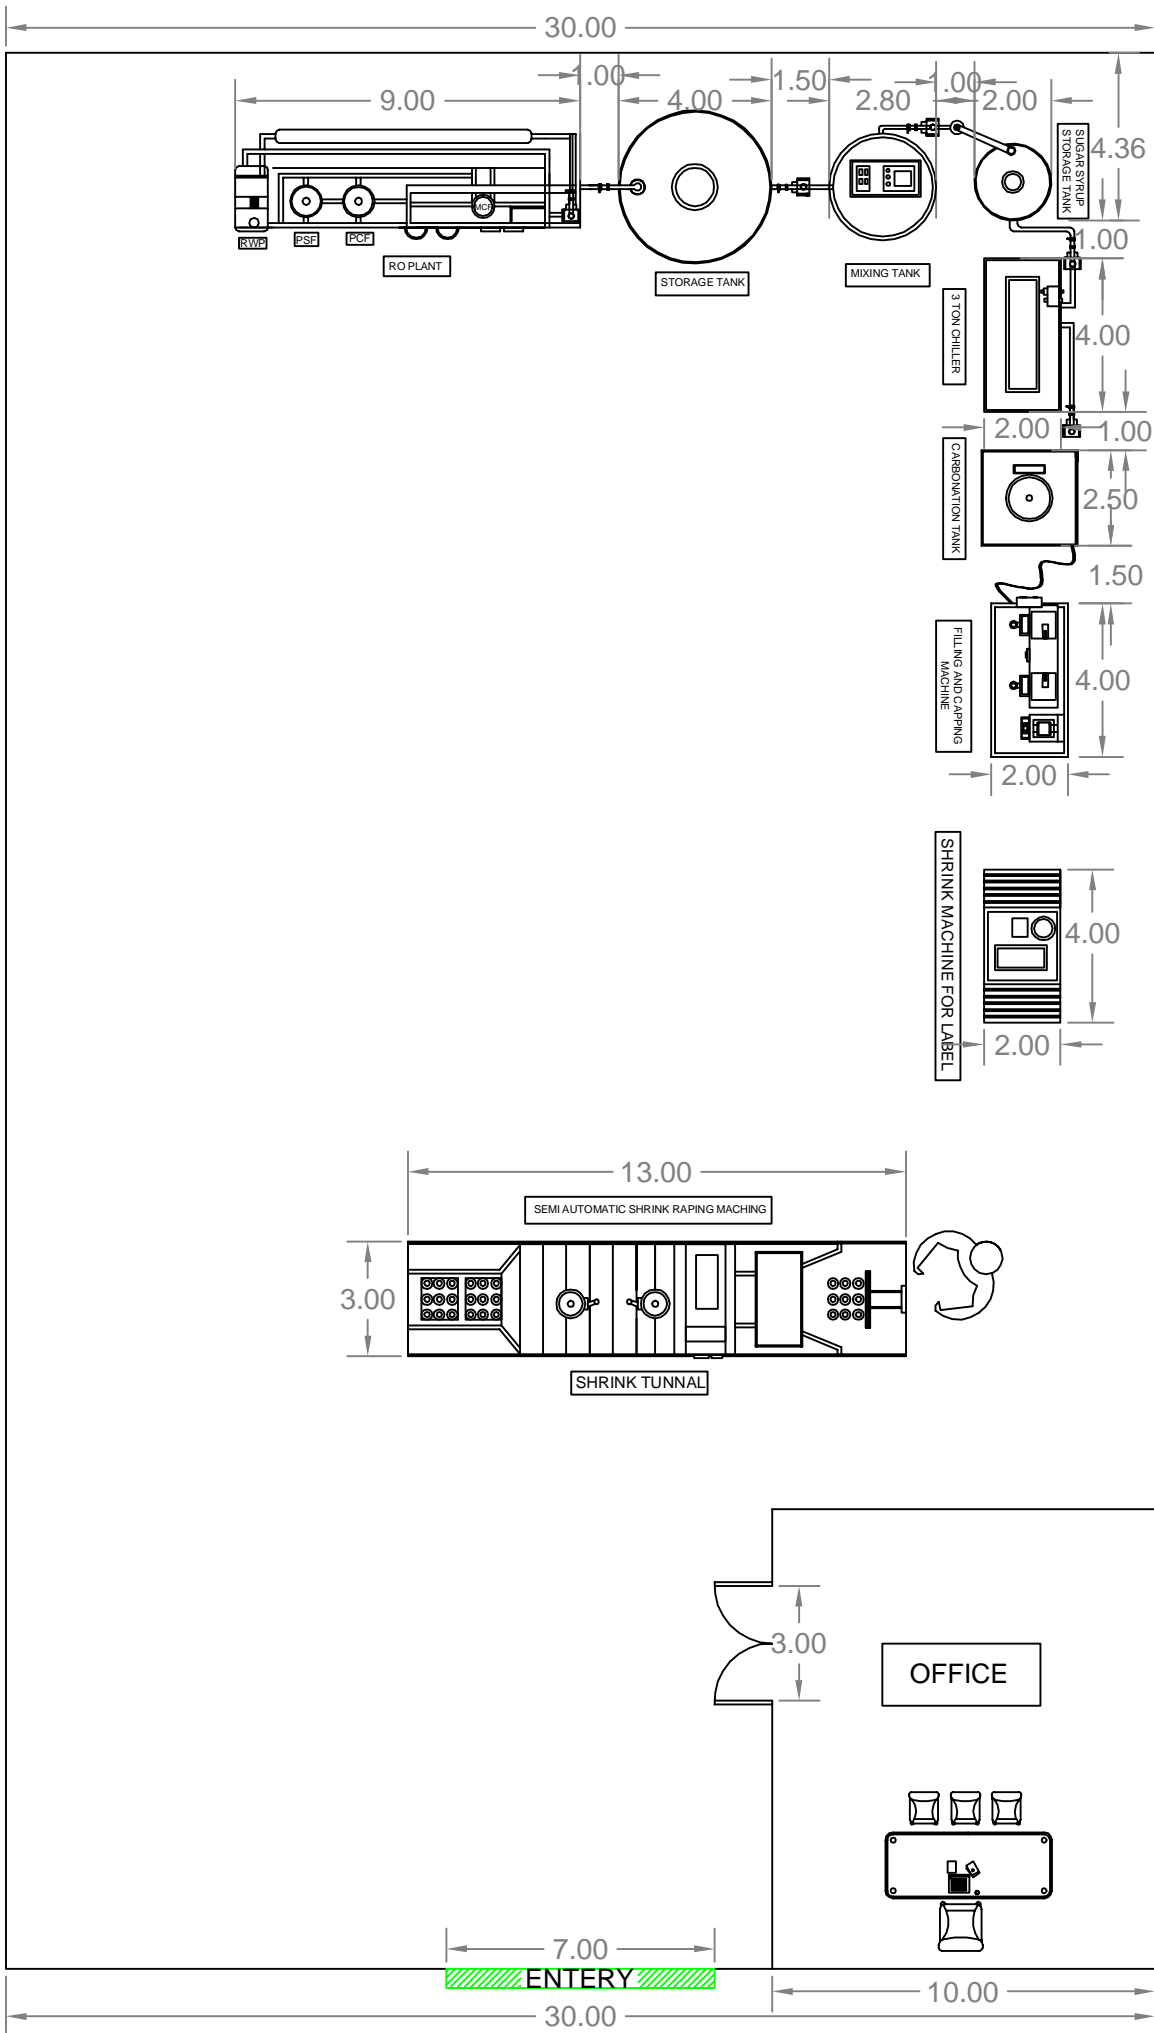 30.00
1.00
1.50
1.00
9.00
4.00
2.80
2.00
4.36
SUGAR SYRUP
STORAGE TANK
MCF
RWP
PSF
PCF
RO PLANT
STORAGE TANK
MIXING TANK
1.00
3 TON CHILLER
4.00
2.00
1.00
CARBONATION TANK
2.50
1.50
FILLING AND CAPPING
MACHINE
4.00
2.00
SHRINK MACHINE FOR LABEL
4.00
2.00
13.00
SEMI AUTOMATIC SHRINK RAPING MACHING
3.00
SHRINK TUNNAL
3.00
OFFICE
7.00
ENTERY
10.00
30.00